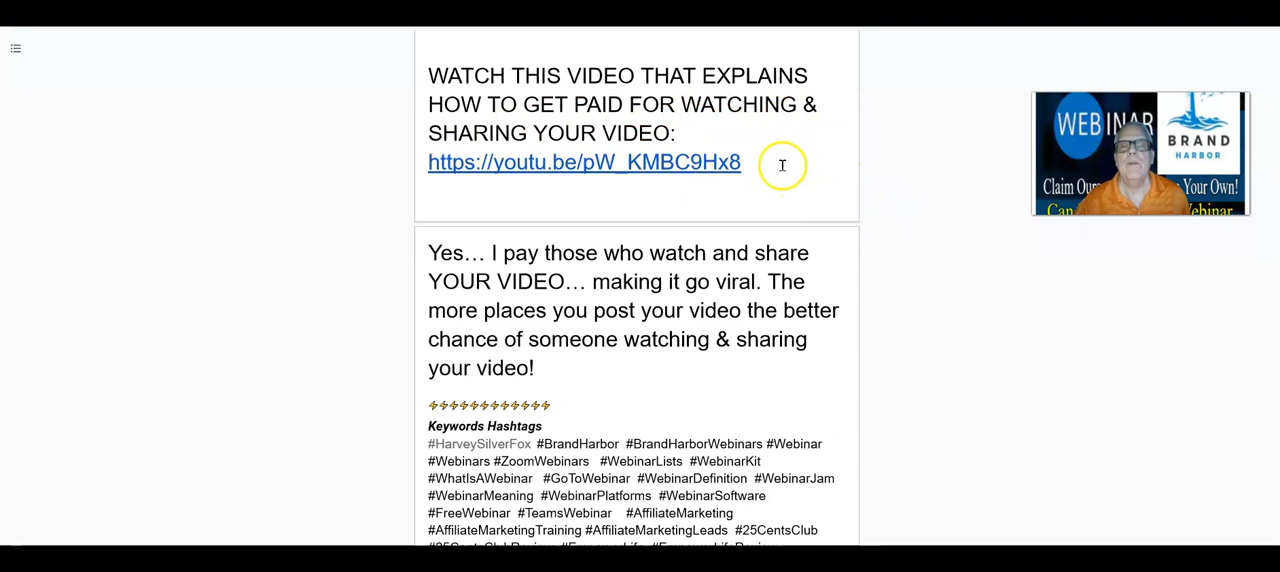 WATCH THIS VIDEO THAT EXPLAINS
HOW TO GET PAID FOR WATCHING &
SHARING YOUR VIDEO:
https://youtu.be/pW_KMBC9Hx8
WEBINAR
BRAND
HARBOR
Claim Your Own!
Can Webinar
Yes… I pay those who watch and share
YOUR VIDEO… making it go viral. The
more places you post your video the better
chance of someone watching & sharing
your video!
Keywords Hashtags
#HarveySilverFox #BrandHarbor #BrandHarborWebinars #Webinar
#Webinars #ZoomWebinars #WebinarLists #WebinarKit
#WhatIsAWebinar #GoToWebinar #WebinarDefinition #WebinarJam
#WebinarMeaning #WebinarPlatforms #WebinarSoftware
#FreeWebinar #TeamsWebinar #AffiliateMarketing
#AffiliateMarketingTraining #AffiliateMarketingLeads #25CentsClub